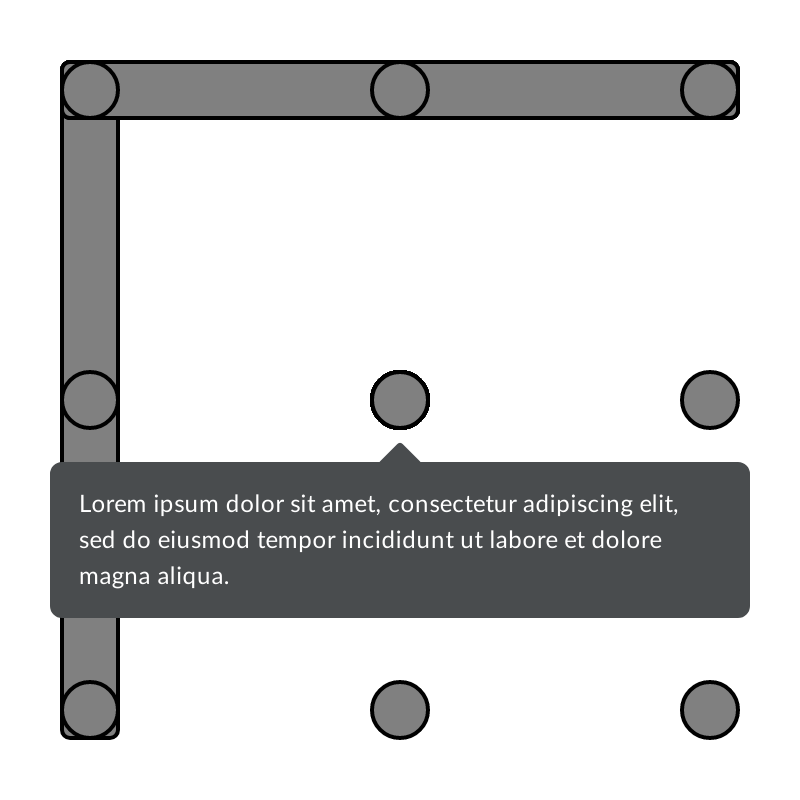 Lorem ipsum dolor sit amet, consectetur adipiscing elit,
sed do eiusmod tempor incididunt ut labore et dolore
magna aliqua.